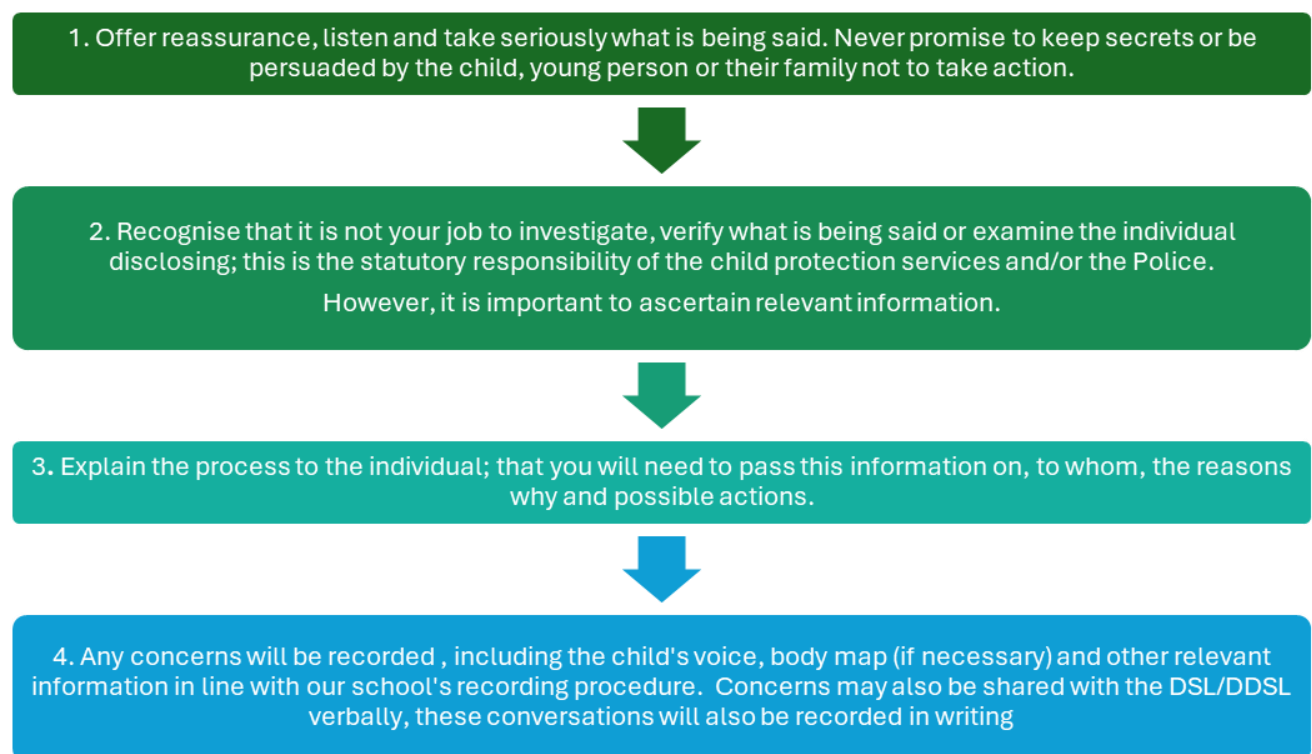 1. Offer reassurance, listen and take seriously what is being said. Never promise to keep secrets or be
persuaded by the child, young person or their family not to take action.
2. Recognise that it is not your job to investigate, verify what is being said or examine the individual
disclosing; this is the statutory responsibility of the child protection services and/or the Police.
However, it is important to ascertain relevant information.
3. Explain the process to the individual; that you will need to pass this information on, to whom, the reasons
why and possible actions.
4. Any concerns will be recorded , including the child's voice, body map (if necessary) and other relevant
information in line with our school's recording procedure.  Concerns may also be shared with the DSL/DDSL
verbally, these conversations will also be recorded in writing